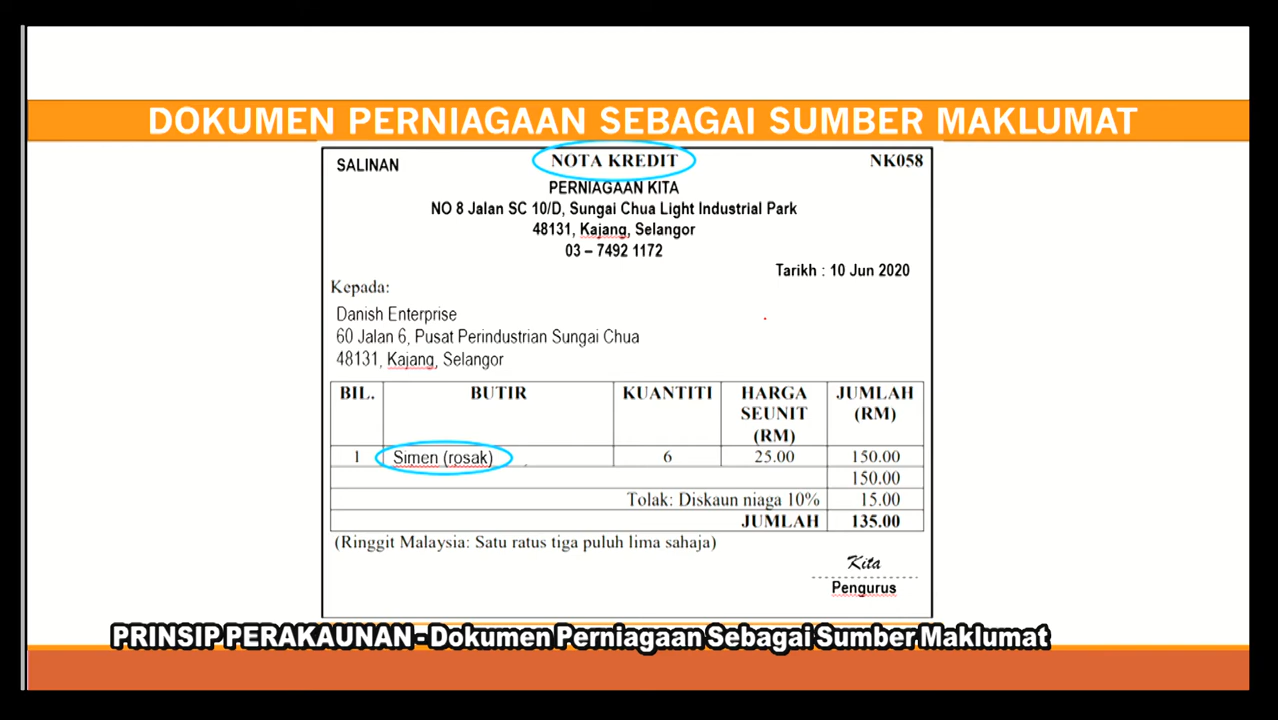 DOKUMEN PERNIAGAAN SEBAGAI SUMBER MAKLUMAT
SALINAN NOTA KREDIT NK058
PERNIAGAAN KITA
NO 8 Jalan SC 10/D, Sungai Chua Light Industrial Park
48131, Kajang, Selangor
03 – 7492 1172
Tarikh : 10 Jun 2020
Kepada:
Danish Enterprise
60 Jalan 6, Pusat Perindustrian Sungai Chua
48131, Kajang, Selangor
BIL. BUTIR KUANTITI HARGA SEUNIT (RM) JUMLAH (RM)
1 Simen (rosak) 6 25.00 150.00
150.00
Tolak: Diskaun niaga 10% 15.00
JUMLAH 135.00
(Ringgit Malaysia: Satu ratus tiga puluh lima sahaja)
Kita
Pengurus
PRINSIP PERAKAUNAN - Dokumen Perniagaan Sebagai Sumber Maklumat